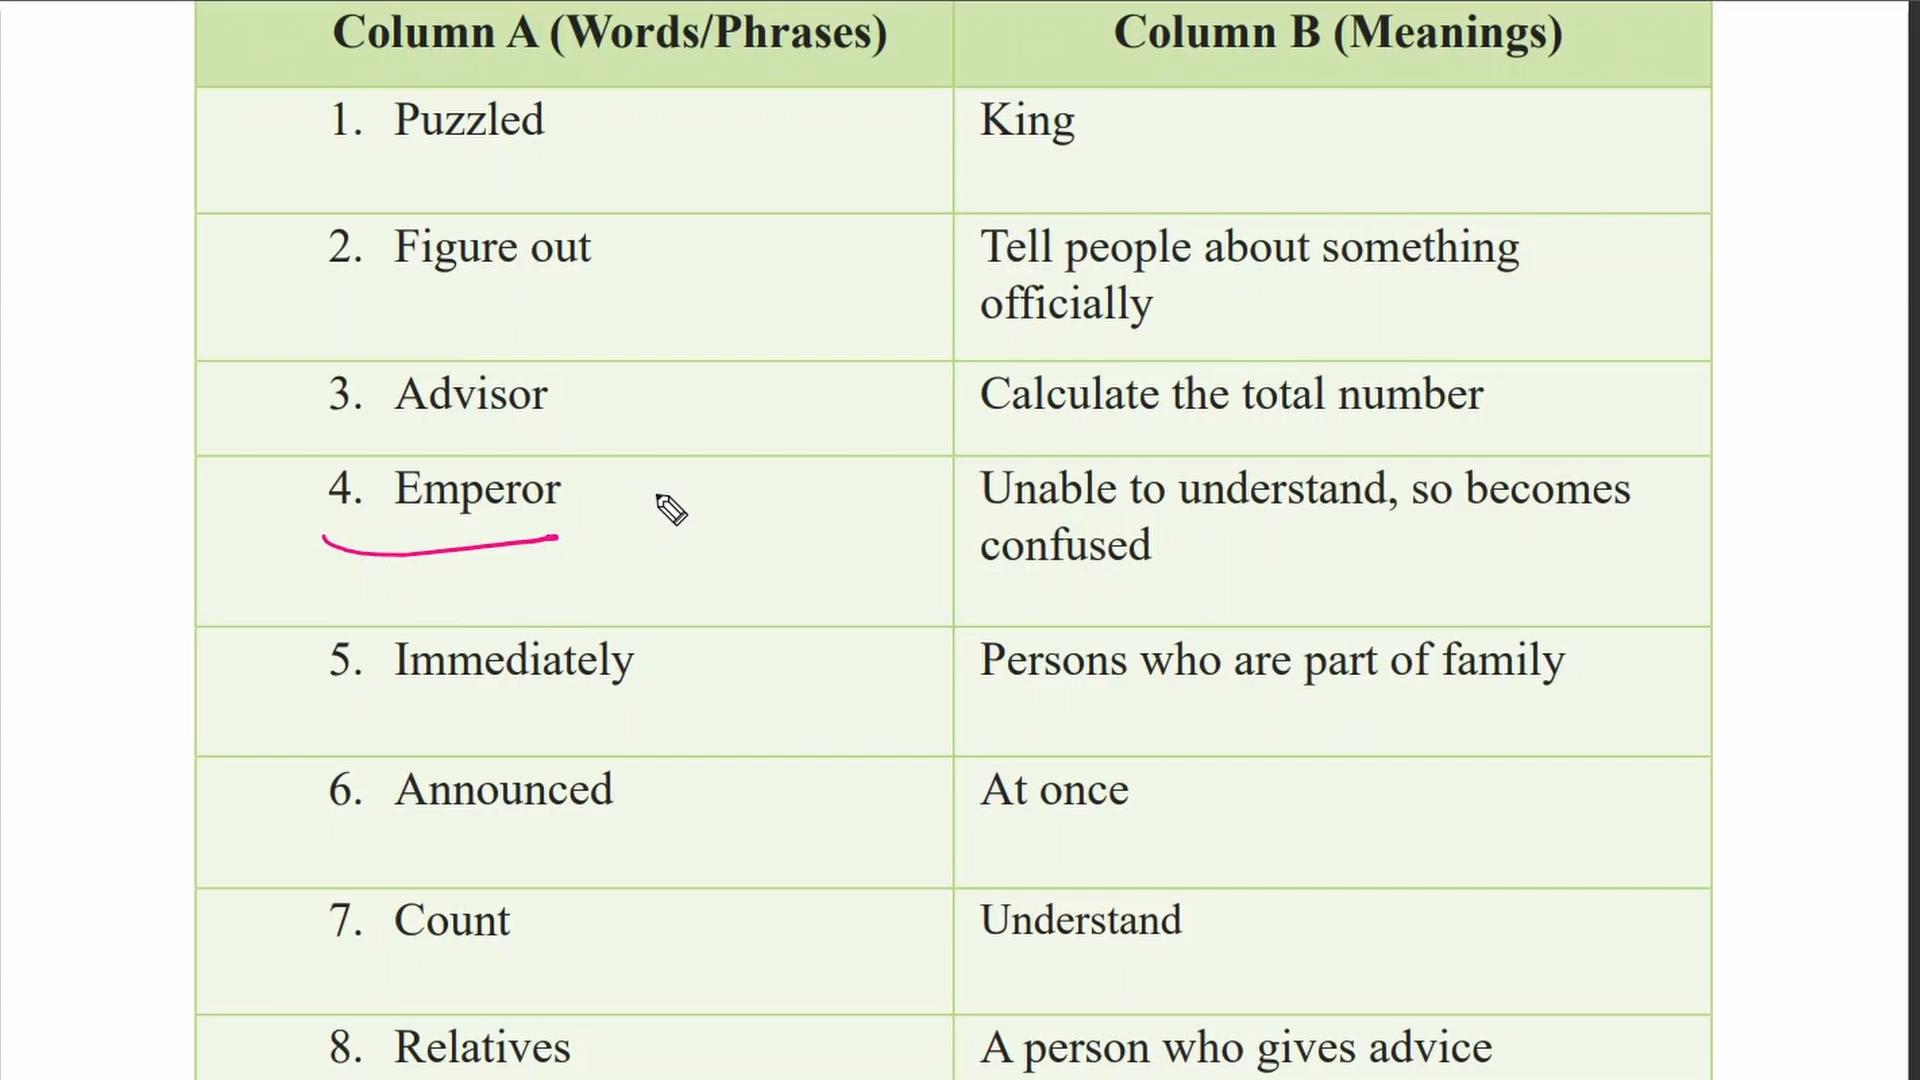 Column A (Words/Phrases) Column B (Meanings)
1. Puzzled King
2. Figure out Tell people about something
officially
3. Advisor Calculate the total number
4. Emperor Unable to understand, so becomes
confused
5. Immediately Persons who are part of family
6. Announced At once
7. Count Understand
8. Relatives A person who gives advice